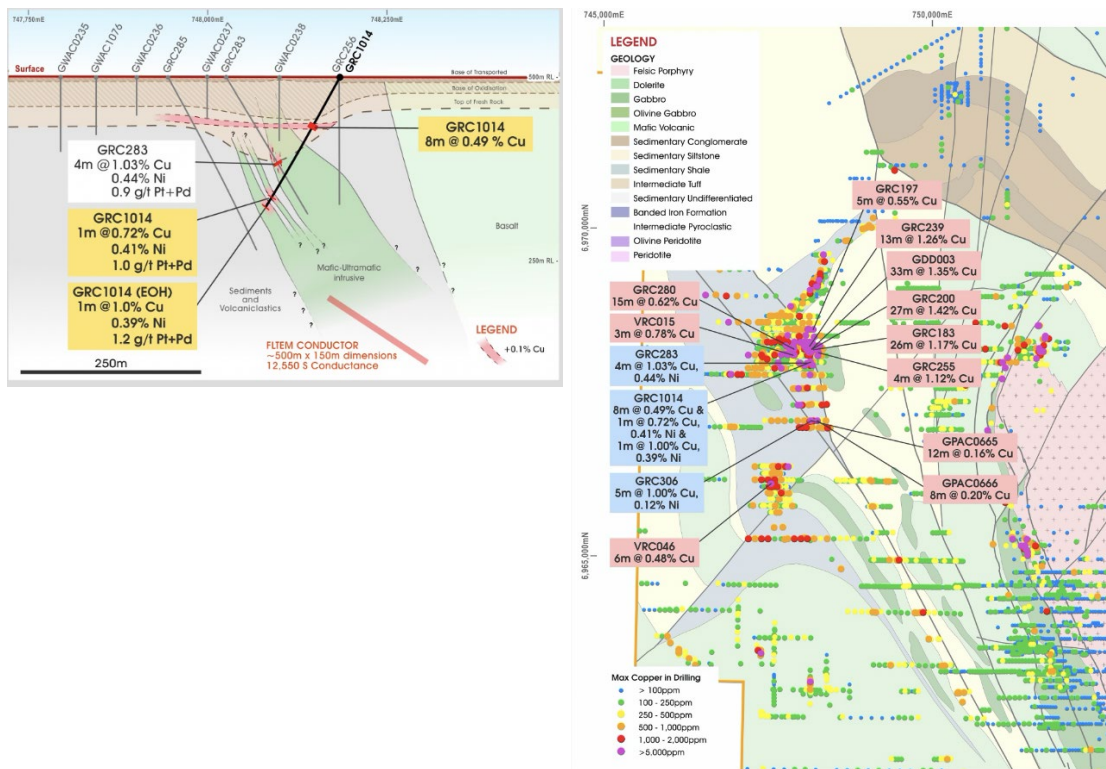 747,750mE
748,000mE
748,250mE
GWAC0235
GWAC1076
GWAC0236
GRC285
GWAC0237
GRC283
GWAC0238
GRC256
GRC1014
Surface
Base of Transported
500m RL
Base of Oxidisation
Top of Fresh Rock
GRC1014
8m @ 0.49 % Cu
GRC283
4m @ 1.03% Cu
0.44% Ni
0.9 g/t Pt+Pd
GRC1014
1m @ 0.72% Cu
0.41% Ni
1.0 g/t Pt+Pd
GRC1014 (EOH)
1m @ 1.0% Cu
0.39% Ni
1.2 g/t Pt+Pd
? ? ? ? ? ? ? ? ?
Basalt
250m RL
Mafic-Ultramafic
intrusive
Sediments
and
Volcaniclastics
LEGEND
+0.1% Cu
FLTEM CONDUCTOR
~500m x 150m dimensions
12,550 S Conductance
250m
745,000mE
750,000mE
LEGEND
GEOLOGY
Felsic Porphyry
Dolerite
Gabbro
Olivine Gabbro
Mafic Volcanic
Sedimentary Conglomerate
Sedimentary Siltstone
Sedimentary Shale
Intermediate Tuff
Sedimentary Undifferentiated
Banded Iron Formation
Intermediate Pyroclastic
Olivine Peridotite
Peridotite
6,970,000mN
6,965,000mN
GRC197
5m @ 0.55% Cu
GRC239
13m @ 1.26% Cu
GDD003
33m @ 1.35% Cu
GRC200
27m @ 1.42% Cu
GRC183
26m @ 1.17% Cu
GRC255
4m @ 1.12% Cu
GRC280
15m @ 0.62% Cu
VRC015
3m @ 0.78% Cu
GRC283
4m @ 1.03% Cu,
0.44% Ni
GRC1014
8m @ 0.49% Cu &
1m @ 0.72% Cu,
0.41% Ni &
1m @ 1.00% Cu,
0.39% Ni
GRC306
5m @ 1.00% Cu,
0.12% Ni
VRC046
6m @ 0.48% Cu
GPAC0665
12m @ 0.16% Cu
GPAC0666
8m @ 0.20% Cu
Max Copper in Drilling
> 100ppm
100 - 250ppm
250 - 500ppm
500 - 1,000ppm
1,000 - 2,000ppm
>5,000ppm